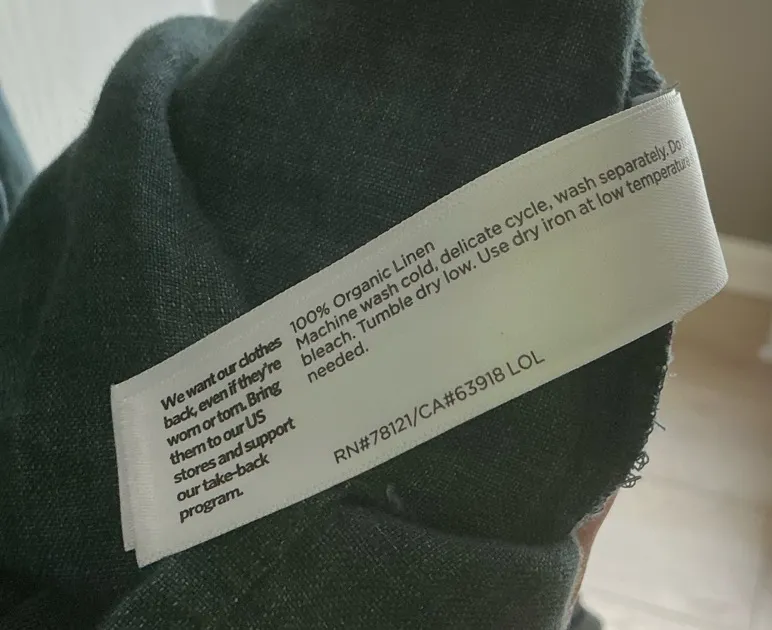 We want our clothes
back, even if they're
worn or torn. Bring
them to our US
stores and support
our take-back
program.
100% Organic Linen
Machine wash cold, delicate cycle, wash separately. Do
bleach. Tumble dry low. Use dry iron at low temperature
needed.
RN#78121/CA#63918 LOL